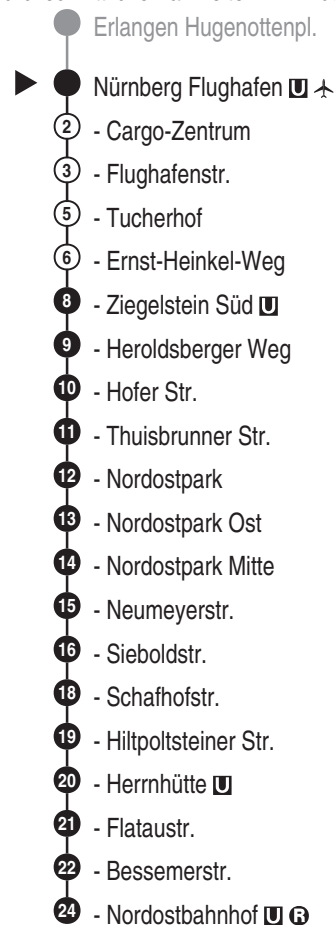 Erlangen Hugenottenpl.
Nürnberg Flughafen U
2 - Cargo-Zentrum
3 - Flughafenstr.
5 - Tucherhof
6 - Ernst-Heinkel-Weg
8 - Ziegelstein Süd U
9 - Heroldsberger Weg
10 - Hofer Str.
11 - Thuisbrunner Str.
12 - Nordostpark
13 - Nordostpark Ost
14 - Nordostpark Mitte
15 - Neumeyerstr.
16 - Sieboldstr.
18 - Schafhofstr.
19 - Hiltpoltsteiner Str.
20 - Herrnhütte U
21 - Flataustr.
22 - Bessemerstr.
24 - Nordostbahnhof U R